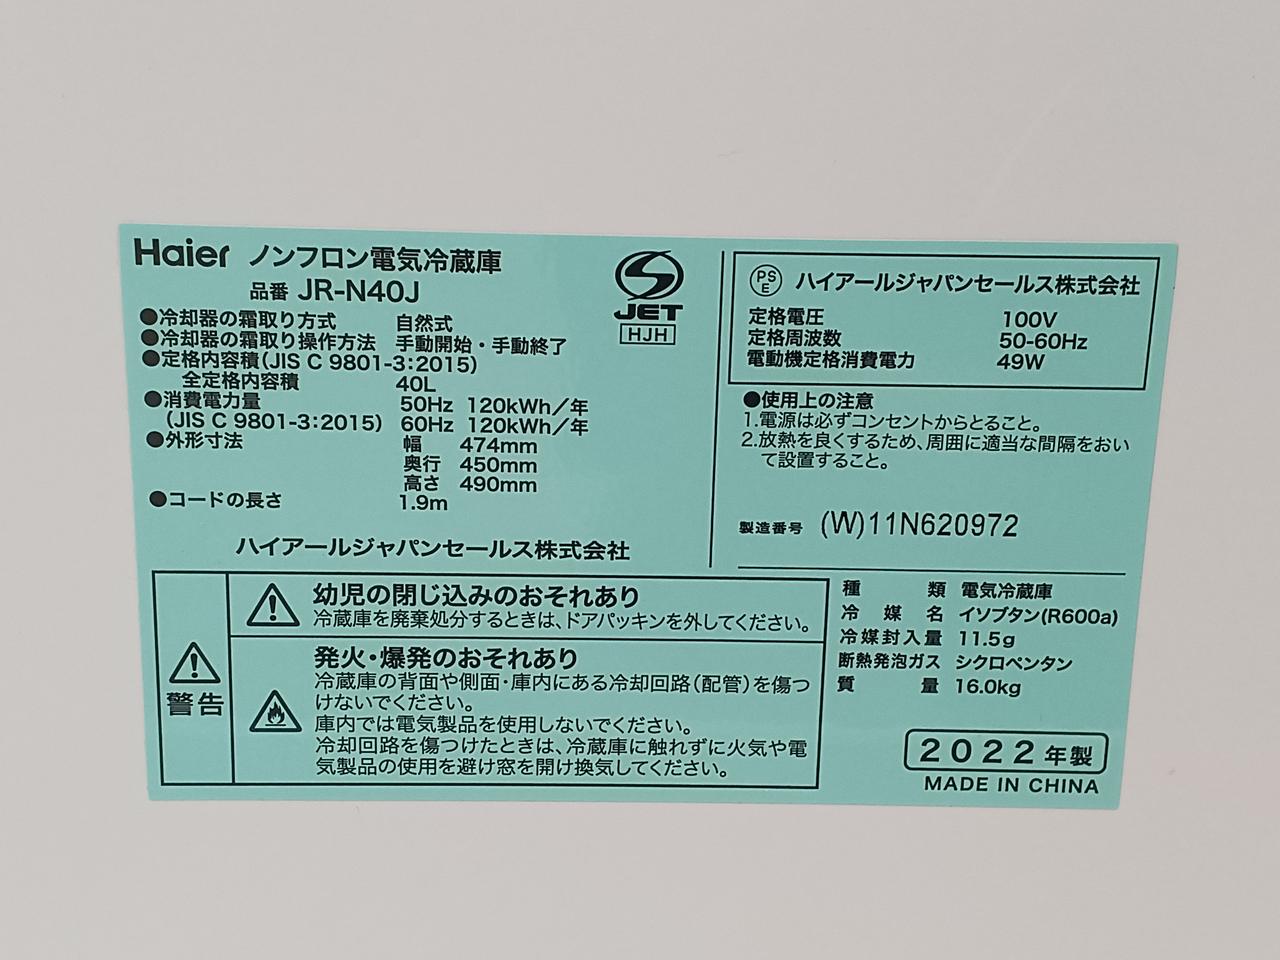 Haier ノンフロン電気冷蔵庫
品番 JR-N40J
●冷却器の霜取り方式 自然式
●冷却器の霜取り操作方法 手動開始・手動終了
●定格内容積(JIS C 9801-3:2015)
全定格内容積 40L
●消費電力量 50Hz 120kWh/年
(JIS C 9801-3:2015) 60Hz 120kWh/年
●外形寸法 幅 474mm
奥行 450mm
高さ 490mm
●コードの長さ 1.9m
ハイアールジャパンセールス株式会社
JET
HJH
PS
E
ハイアールジャパンセールス株式会社
定格電圧 100V
定格周波数 50-60Hz
電動機定格消費電力 49W
●使用上の注意
1.電源は必ずコンセントからとること。
2.放熱を良くするため、周囲に適当な間隔をおい
て設置すること。
製造番号 (W)11N620972
種類 電気冷蔵庫
冷媒名 イソブタン(R600a)
冷媒封入量 11.5g
断熱発泡ガス シクロペンタン
質量 16.0kg
2022年製
MADE IN CHINA
警告
幼児の閉じ込みのおそれあり
冷蔵庫を廃棄処分するときは、ドアパッキンを外してください。
発火・爆発のおそれあり
冷蔵庫の背面や側面・庫内にある冷却回路(配管)を傷つ
けないでください。
庫内では電気製品を使用しないでください。
冷却回路を傷つけたときは、冷蔵庫に触れずに火気や電
気製品の使用を避け窓を開け換気してください。